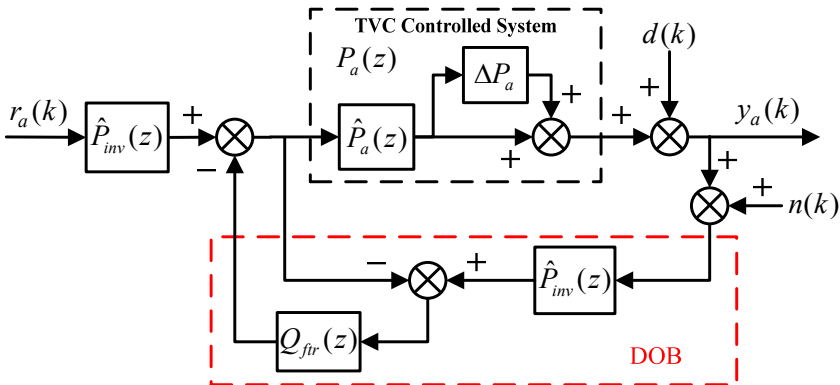 TVC Controlled System
P_a(z)
ΔP_a
d(k)
+
+
r_a(k)
P̂_inv(z)
+
−
P̂_a(z)
+
+
y_a(k)
+
+
n(k)
−
+
P̂_inv(z)
Q_ftr(z)
DOB